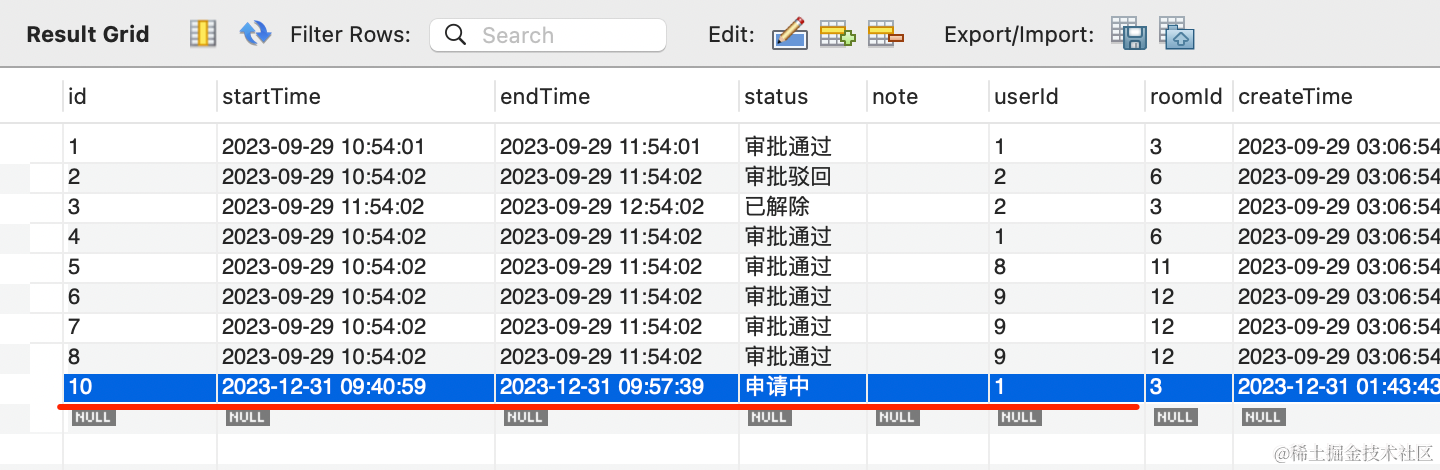 Result Grid Filter Rows: Search Edit: Export/Import:
id startTime endTime status note userId roomId createTime
1 2023-09-29 10:54:01 2023-09-29 11:54:01 审批通过 1 3 2023-09-29 03:06:54
2 2023-09-29 10:54:02 2023-09-29 11:54:02 审批驳回 2 6 2023-09-29 03:06:54
3 2023-09-29 11:54:02 2023-09-29 12:54:02 已解除 2 3 2023-09-29 03:06:54
4 2023-09-29 10:54:02 2023-09-29 11:54:02 审批通过 1 6 2023-09-29 03:06:54
5 2023-09-29 10:54:02 2023-09-29 11:54:02 审批通过 8 11 2023-09-29 03:06:54
6 2023-09-29 10:54:02 2023-09-29 11:54:02 审批通过 9 12 2023-09-29 03:06:54
7 2023-09-29 10:54:02 2023-09-29 11:54:02 审批通过 9 12 2023-09-29 03:06:54
8 2023-09-29 10:54:02 2023-09-29 11:54:02 审批通过 9 12 2023-09-29 03:06:54
10 2023-12-31 09:40:59 2023-12-31 09:57:39 申请中 1 3 2023-12-31 01:43:43
NULL NULL NULL NULL NULL NULL NULL NULL
@稀土掘金技术社区